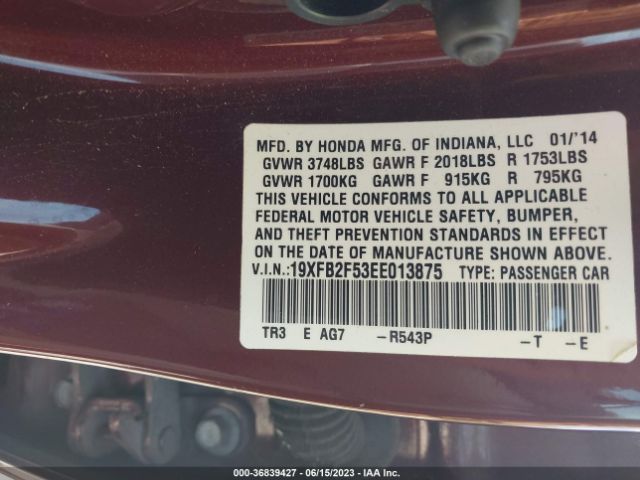 MFD. BY HONDA MFG. OF INDIANA, LLC 01/'14
GVWR 3748LBS GAWR F 2018LBS R 1753LBS
GVWR 1700KG GAWR F 915KG R 795KG
THIS VEHICLE CONFORMS TO ALL APPLICABLE
FEDERAL MOTOR VEHICLE SAFETY, BUMPER,
AND THEFT PREVENTION STANDARDS IN EFFECT
ON THE DATE OF MANUFACTURE SHOWN ABOVE.
V.I.N.:19XFB2F53EE013875 TYPE: PASSENGER CAR
TR3 E AG7 -R543P -T -E
000-36839427 - 06/15/2023 - IAA Inc.